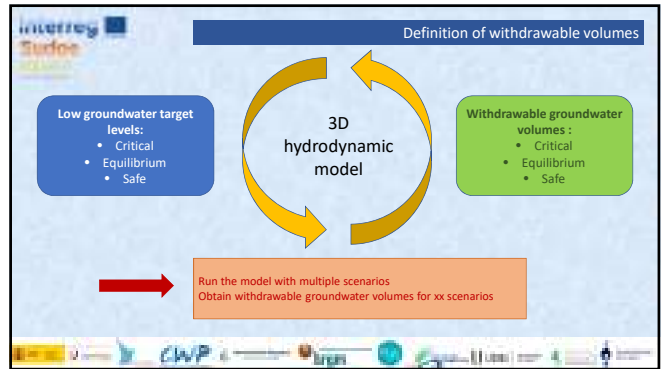 Interreg
Sudoe
Definition of withdrawable volumes
Low groundwater target
levels:
• Critical
• Equilibrium
• Safe
3D
hydrodynamic
model
Withdrawable groundwater
volumes :
• Critical
• Equilibrium
• Safe
Run the model with multiple scenarios
Obtain withdrawable groundwater volumes for xx scenarios
CWP
brgm